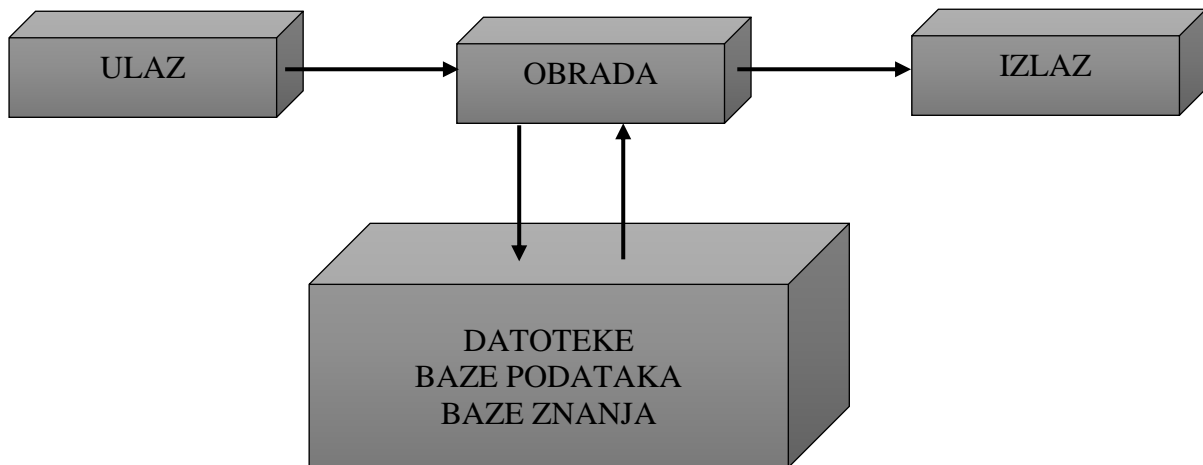 ULAZ
OBRADA
IZLAZ
DATOTEKE
BAZE PODATAKA
BAZE ZNANJA